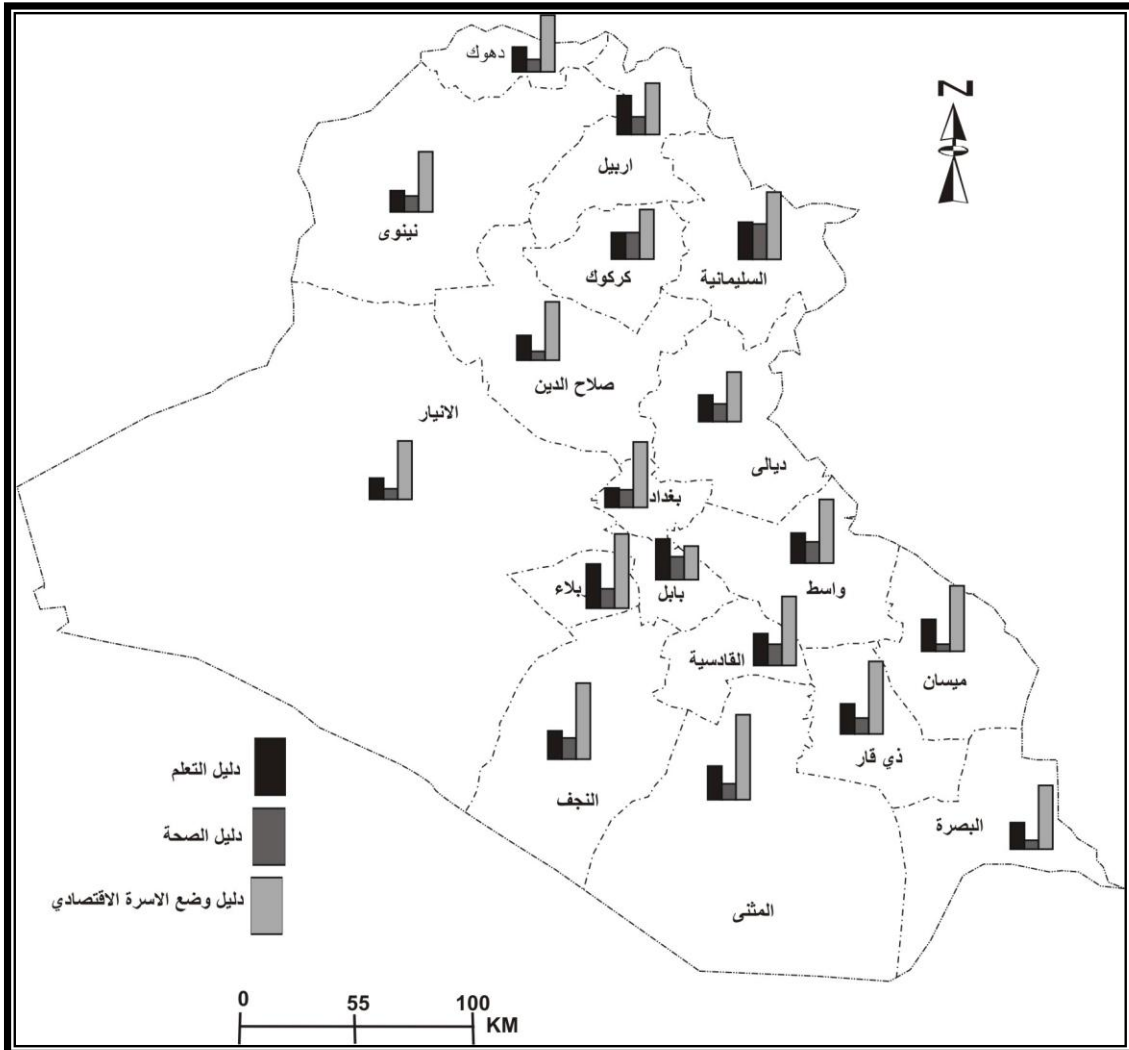 دهوك
N
اربيل
نينوى
كركوك
السليمانية
صلاح الدين
الانبار
ديالى
بغداد
واسط
بلاء
بابل
القادسية
ميسان
ذي قار
النجف
البصرة
المثنى
دليل التعلم
دليل الصحة
دليل وضع الاسرة الاقتصادي
0 55 100
KM